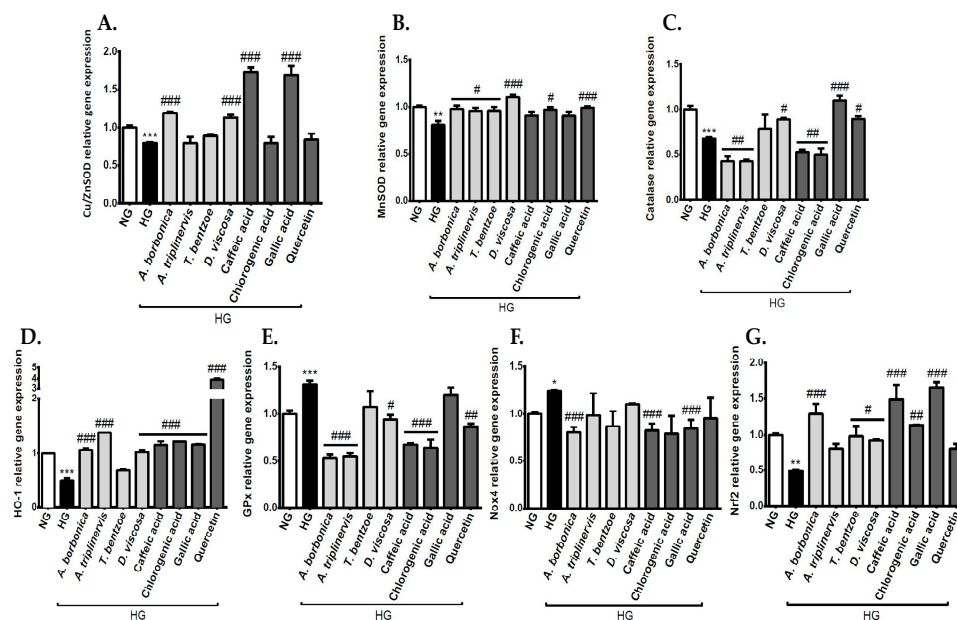 A.
Cu/ZnSOD relative gene expression
2.0
1.5
1.0
0.5
0.0
***
###
###
###
###
NG
HG
A. borbonica
A. triplinervis
T. bentzoe
D. viscosa
Caffeic acid
Chlorogenic acid
Gallic acid
Quercetin
HG
B.
MnSOD relative gene expression
1.5
1.0
0.5
0.0
**
#
###
#
###
NG
HG
A. borbonica
A. triplinervis
T. bentzoe
D. viscosa
Caffeic acid
Chlorogenic acid
Gallic acid
Quercetin
HG
C.
Catalase relative gene expression
1.5
1.0
0.5
0.0
***
##
#
##
###
#
NG
HG
A. borbonica
A. triplinervis
T. bentzoe
D. viscosa
Caffeic acid
Chlorogenic acid
Gallic acid
Quercetin
HG
D.
HO-1 relative gene expression
5
4
3
2
1
0
***
###
###
###
###
NG
HG
A. borbonica
A. triplinervis
T. bentzoe
D. viscosa
Caffeic acid
Chlorogenic acid
Gallic acid
Quercetin
HG
E.
GPx relative gene expression
1.5
1.0
0.5
0.0
***
###
#
###
##
NG
HG
A. borbonica
A. triplinervis
T. bentzoe
D. viscosa
Caffeic acid
Chlorogenic acid
Gallic acid
Quercetin
HG
F.
Nox4 relative gene expression
1.5
1.0
0.5
0.0
*
###
###
###
NG
HG
A. borbonica
A. triplinervis
T. bentzoe
D. viscosa
Caffeic acid
Chlorogenic acid
Gallic acid
Quercetin
HG
G.
Nrf2 relative gene expression
2.0
1.5
1.0
0.5
0.0
**
###
#
###
##
###
NG
HG
A. borbonica
A. triplinervis
T. bentzoe
D. viscosa
Caffeic acid
Chlorogenic acid
Gallic acid
Quercetin
HG